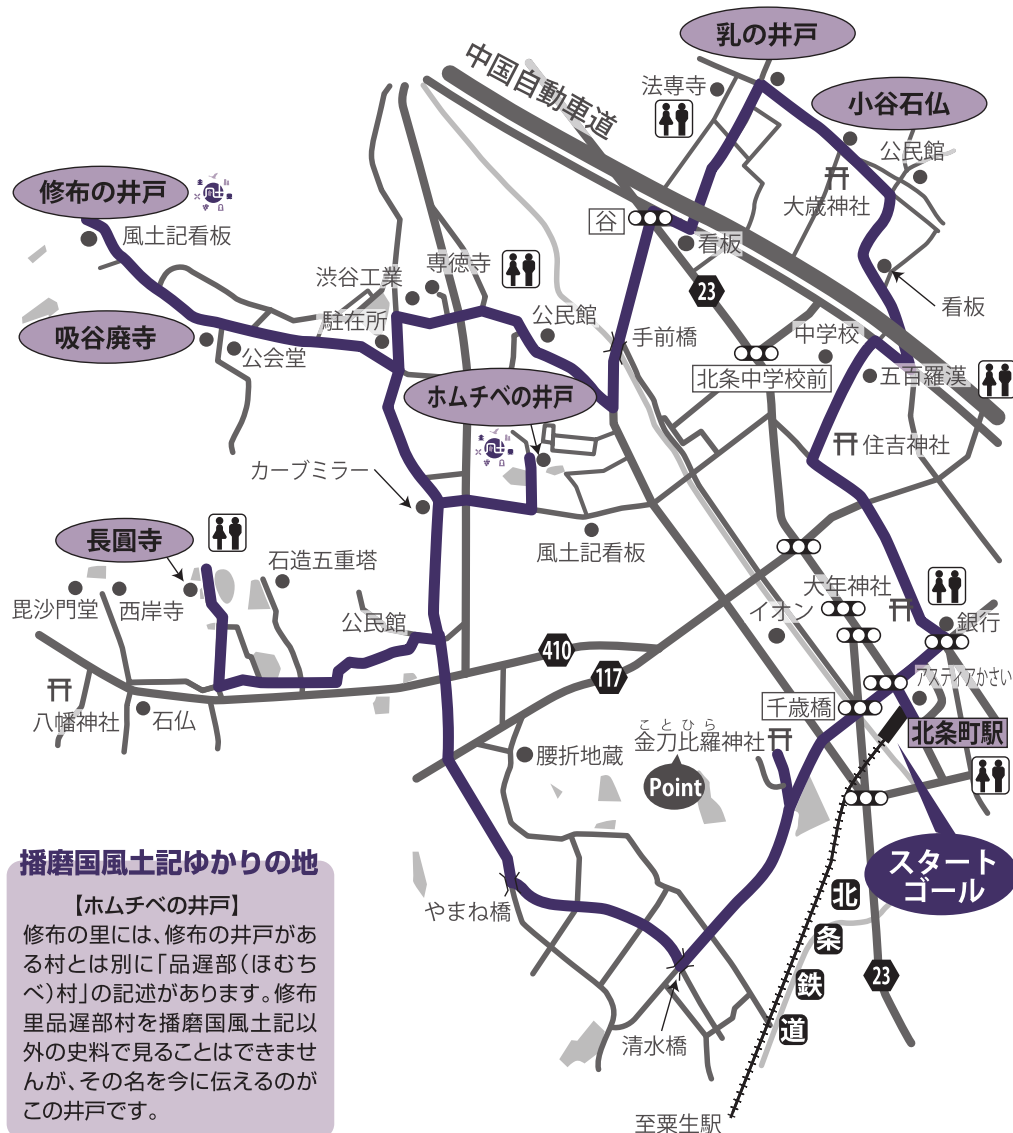 乳の井戸
中国自動車道
法専寺
小谷石仏
公民館
大歳神社
修布の井戸
風土記看板
谷
看板
専徳寺
渋谷工業
23
看板
駐在所
公民館
手前橋
中学校
吸谷廃寺
公会堂
北条中学校前
五百羅漢
ホムチベの井戸
住吉神社
カーブミラー
長圓寺
石造五重塔
風土記看板
毘沙門堂
西岸寺
公民館
大年神社
イオン
銀行
410
117
アスティアかさい
八幡神社
石仏
千歳橋
北条町駅
ことひら
金刀比羅神社
腰折地蔵
Point
スタート
ゴール
やまね橋
北
条
鉄
道
23
清水橋
至粟生駅
播磨国風土記ゆかりの地
【ホムチベの井戸】
修布の里には、修布の井戸があ
る村とは別に「品遅部（ほむち
べ）村」の記述があります。修布
里品遅部村を播磨国風土記以
外の史料で見ることはできませ
んが、その名を今に伝えるのが
この井戸です。